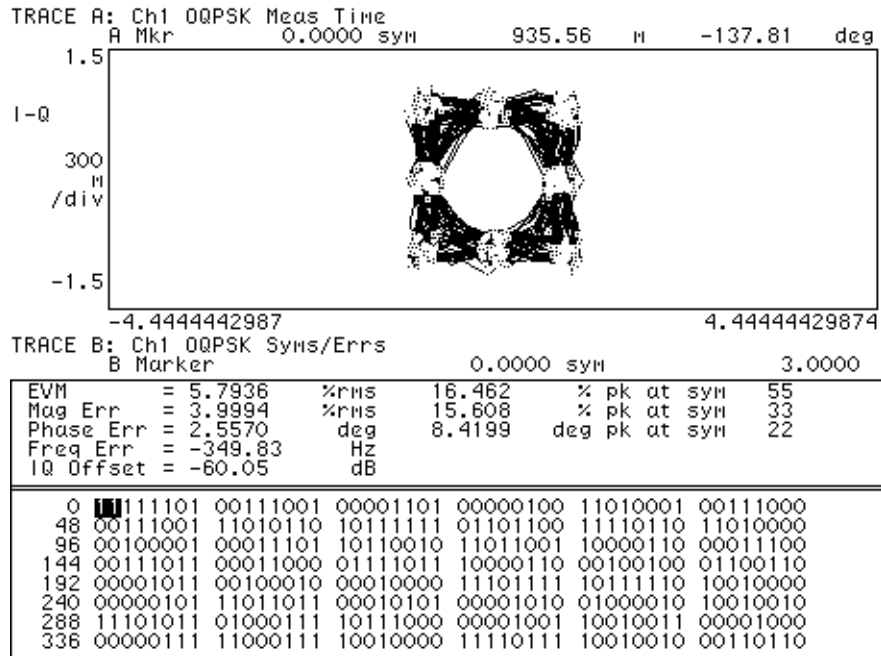 TRACE A: Ch1 OQPSK Meas Time
A Mkr 0.0000 sym 935.56 m -137.81 deg
1.5
I-Q
300
m
/div
-1.5
-4.4444442987 4.44444429874
TRACE B: Ch1 OQPSK Syms/Errs
B Marker 0.0000 sym 3.0000
EVM = 5.7936 %rms 16.462 % pk at sym 55
Mag Err = 3.9994 %rms 15.608 % pk at sym 33
Phase Err = 2.5570 deg 8.4199 deg pk at sym 22
Freq Err = -349.83 Hz
IQ Offset = -60.05 dB
0 11111101 00111001 00001101 00000100 11010001 00111000
48 00111001 11010110 10111111 01101100 11110110 11010000
96 00100001 00011101 10110010 11011001 10000110 00011100
144 00111011 00011000 01111011 10000110 00100100 01100110
192 00001011 00100010 00010000 11101111 10111110 10010000
240 00000101 11011011 00010101 00001010 01000010 10010010
288 11101011 01000111 10111000 00001001 10010011 00001000
336 00000111 11000111 10010000 11110111 10010010 00110110